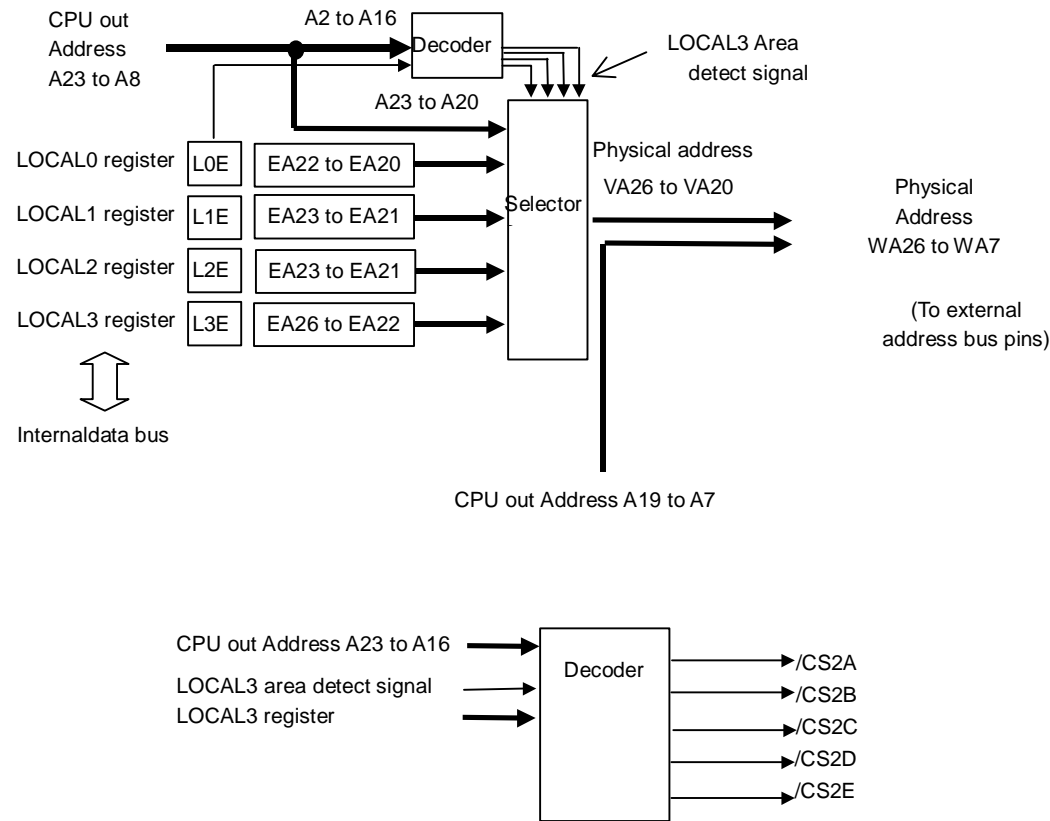 CPU out
Address
A23 to A8
A2 to A16
Decoder
LOCAL3 Area
detect signal
A23 to A20
LOCAL0 register
L0E
EA22 to EA20
Physical address
VA26 to VA20
LOCAL1 register
L1E
EA23 to EA21
Selector
Physical
Address
WA26 to WA7
LOCAL2 register
L2E
EA23 to EA21
LOCAL3 register
L3E
EA26 to EA22
(To external
address bus pins)
Internaldata bus
CPU out Address A19 to A7
CPU out Address A23 to A16
LOCAL3 area detect signal
LOCAL3 register
Decoder
/CS2A
/CS2B
/CS2C
/CS2D
/CS2E